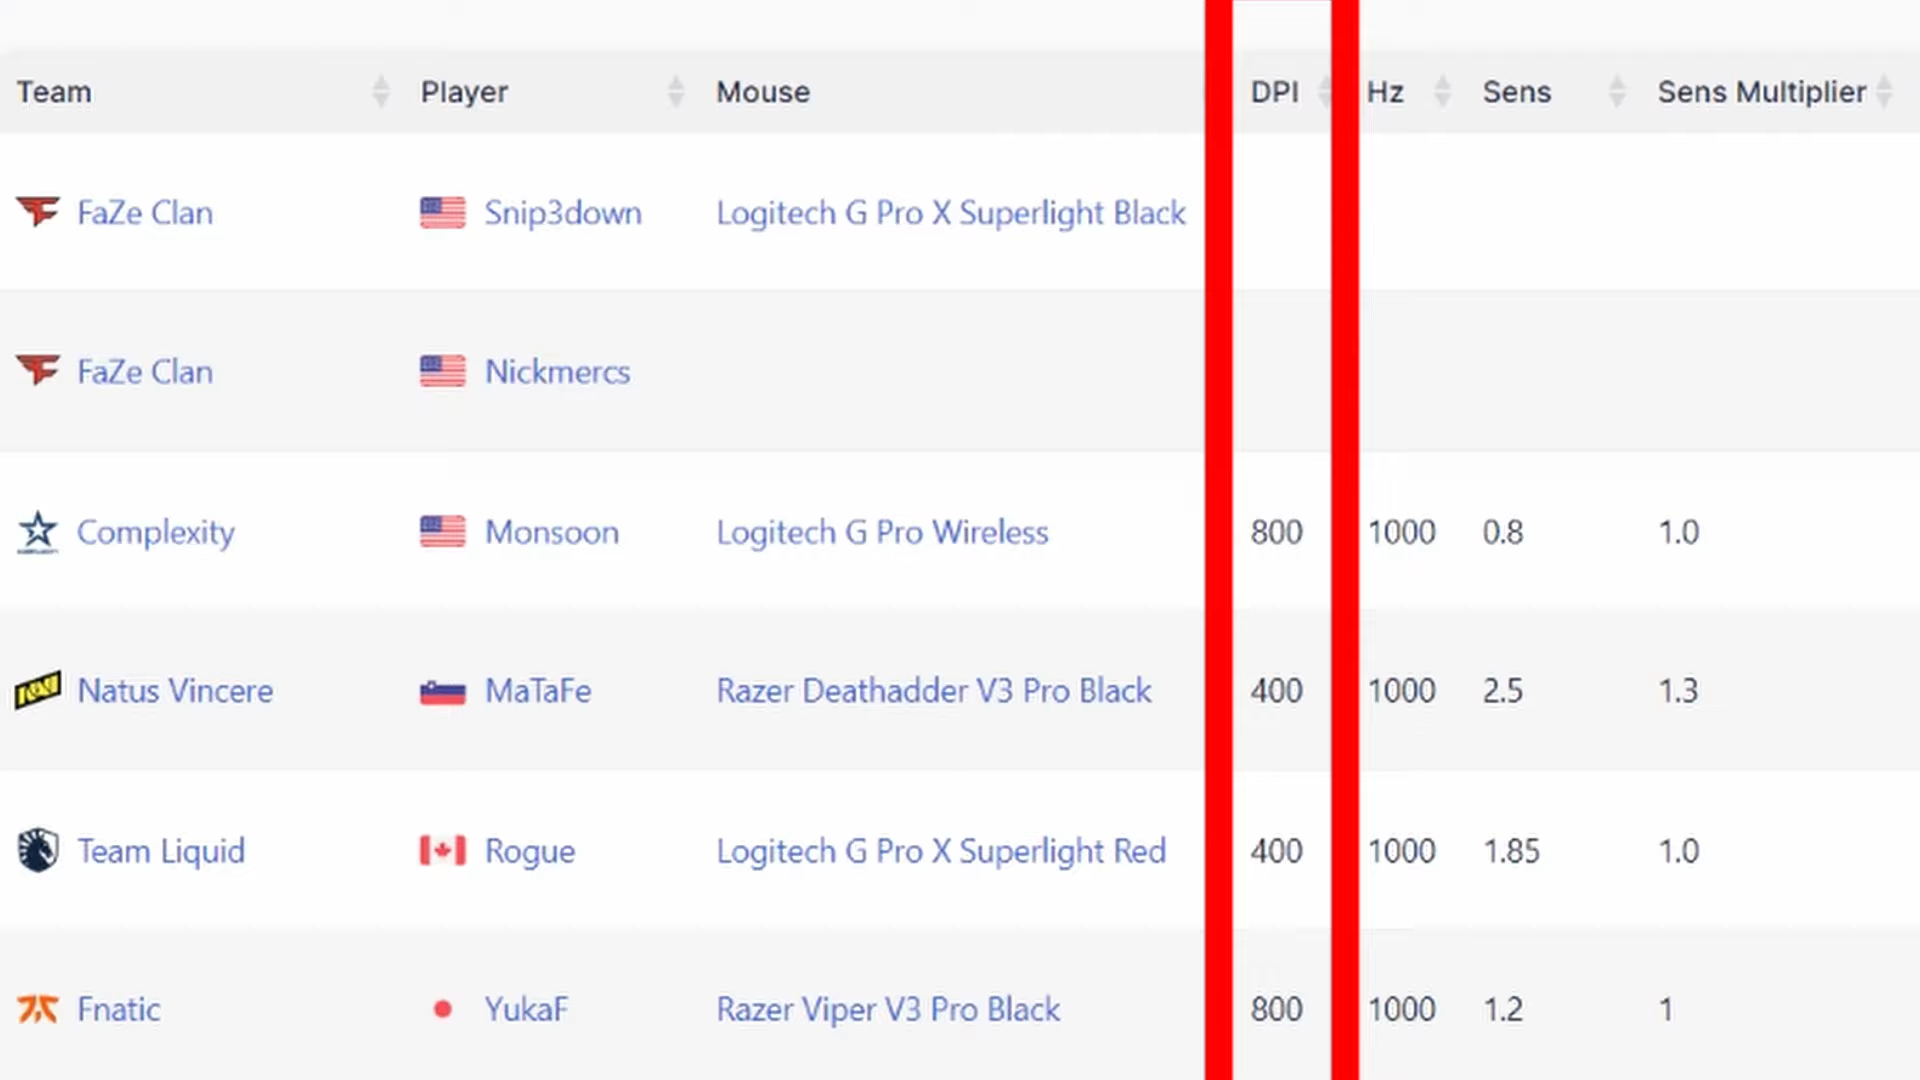 Team Player Mouse DPI Hz Sens Sens Multiplier
FaZe Clan Snip3down Logitech G Pro X Superlight Black
FaZe Clan Nickmercs
Complexity Monsoon Logitech G Pro Wireless 800 1000 0.8 1.0
Natus Vincere MaTaFe Razer Deathadder V3 Pro Black 400 1000 2.5 1.3
Team Liquid Rogue Logitech G Pro X Superlight Red 400 1000 1.85 1.0
Fnatic YukaF Razer Viper V3 Pro Black 800 1000 1.2 1